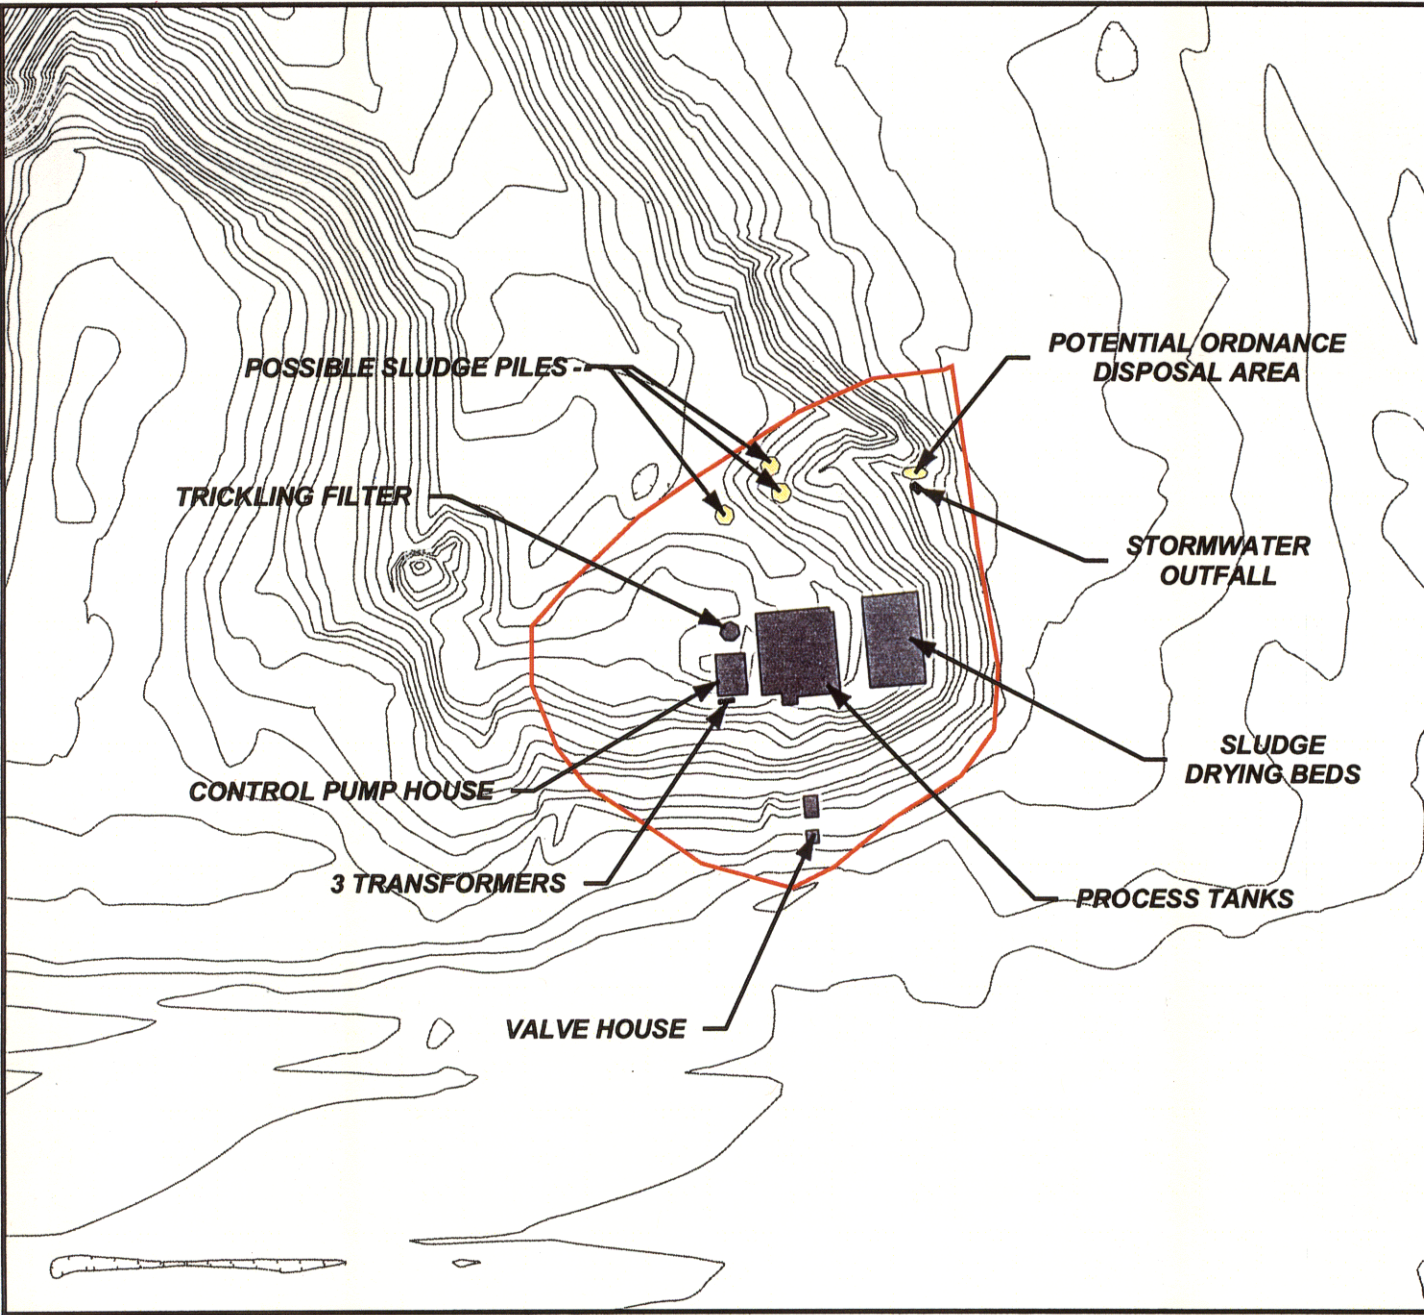 POTENTIAL ORDNANCE
DISPOSAL AREA
POSSIBLE SLUDGE PILES
TRICKLING FILTER
STORMWATER
OUTFALL
SLUDGE
DRYING BEDS
CONTROL PUMP HOUSE
3 TRANSFORMERS
PROCESS TANKS
VALVE HOUSE